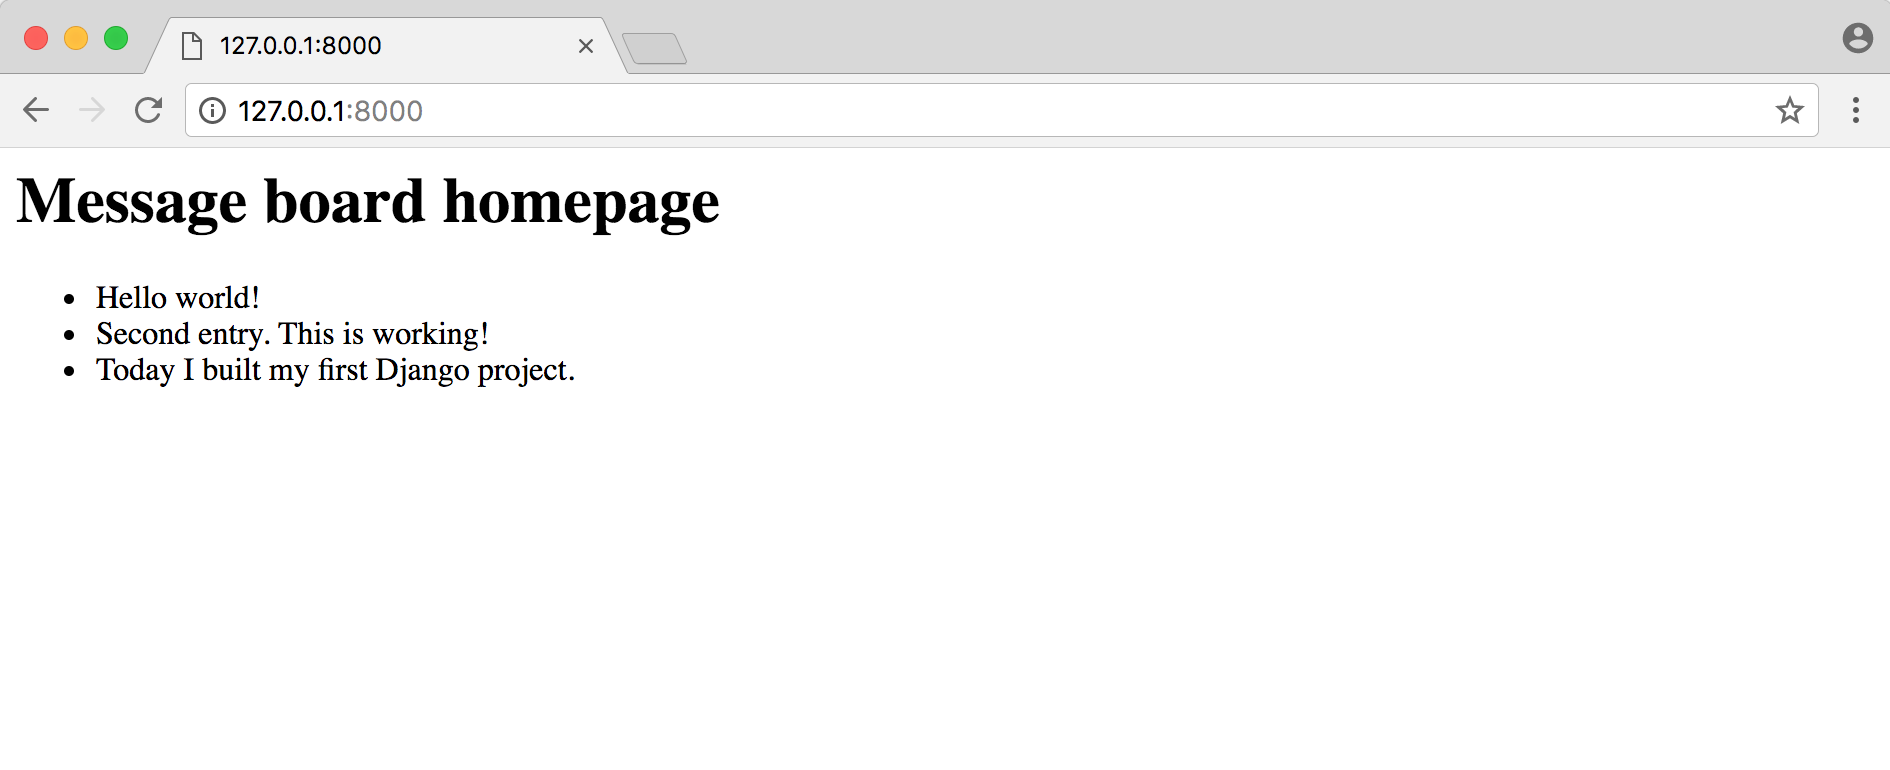 127.0.0.1:8000
127.0.0.1:8000
Message board homepage
• Hello world!
• Second entry. This is working!
• Today I built my first Django project.